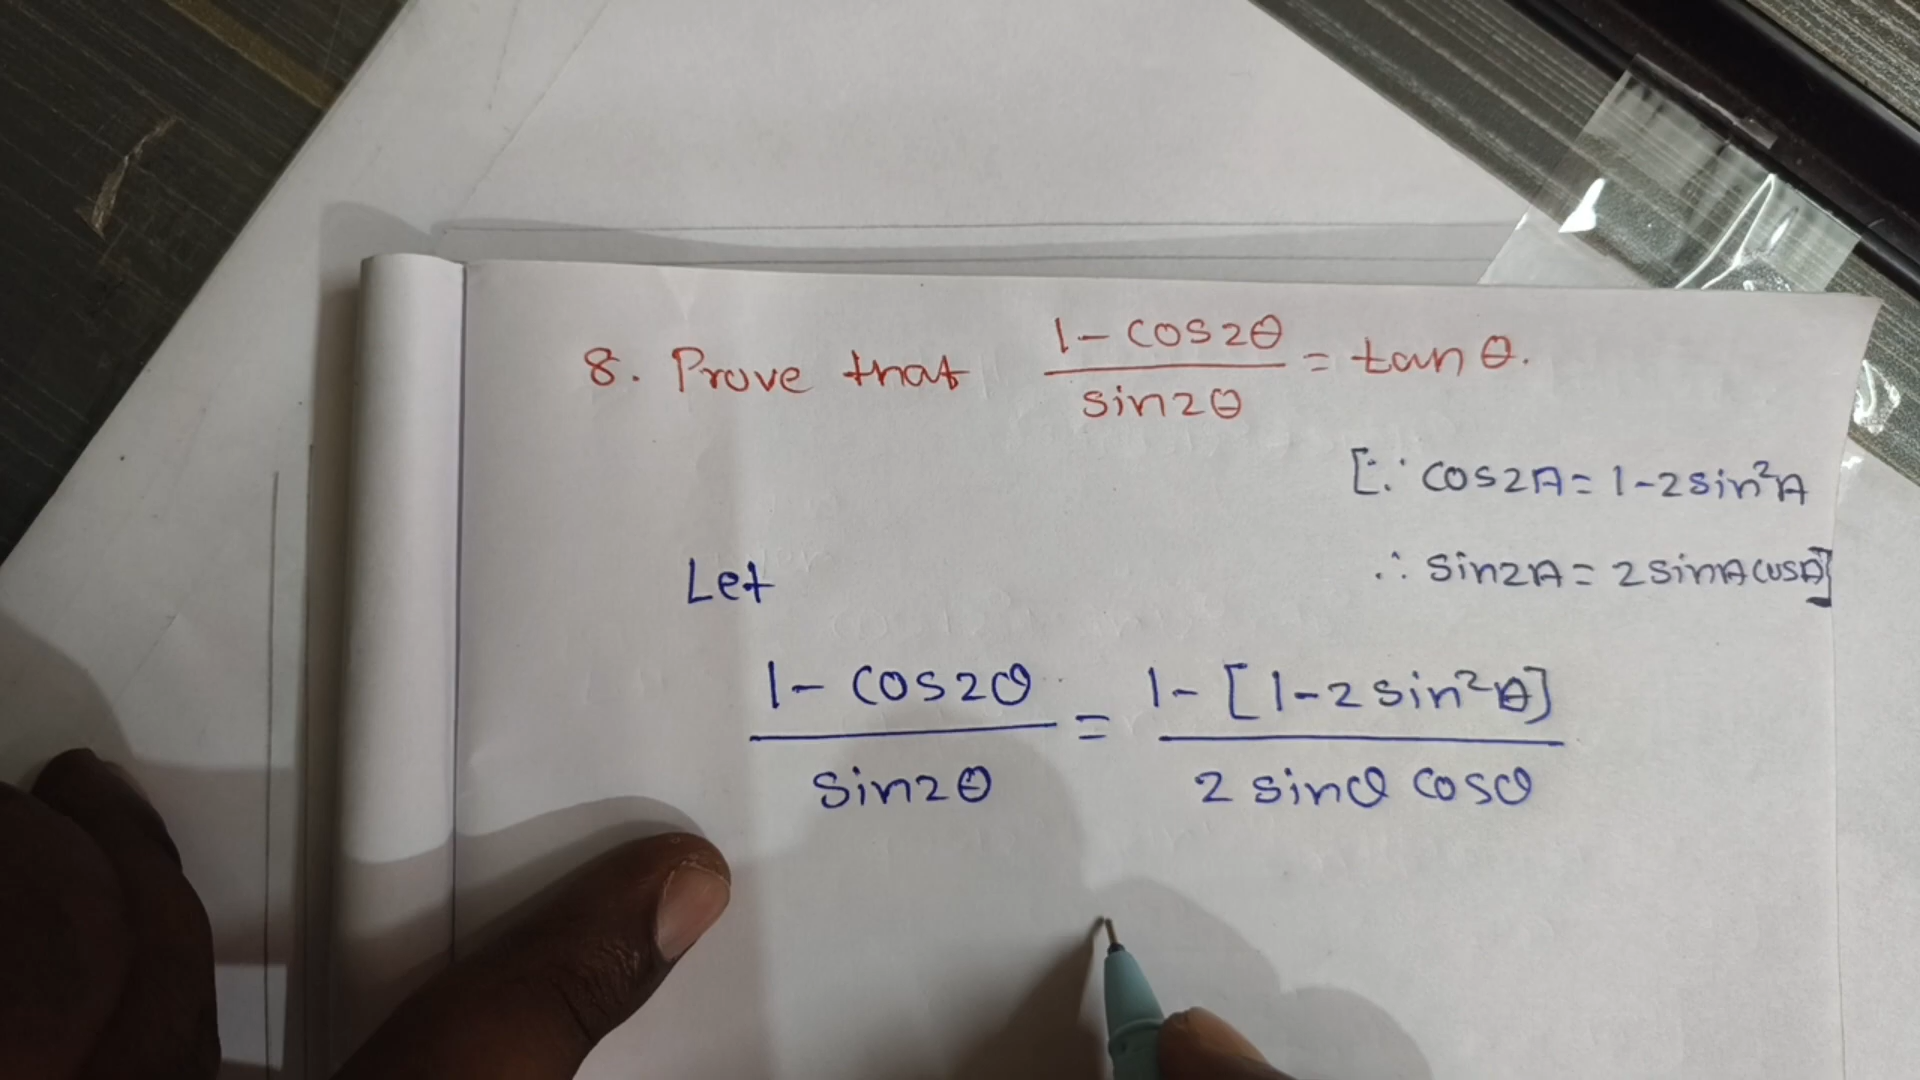 8. Prove that (1 - cos2θ)/(sin2θ) = tan θ.
[∵ cos2A = 1-2sin²A
∴ sin2A = 2sinA cosA]
Let
(1 - cos2θ)/(sin2θ) = (1 - [1-2sin²θ])/(2 sinθ cosθ)